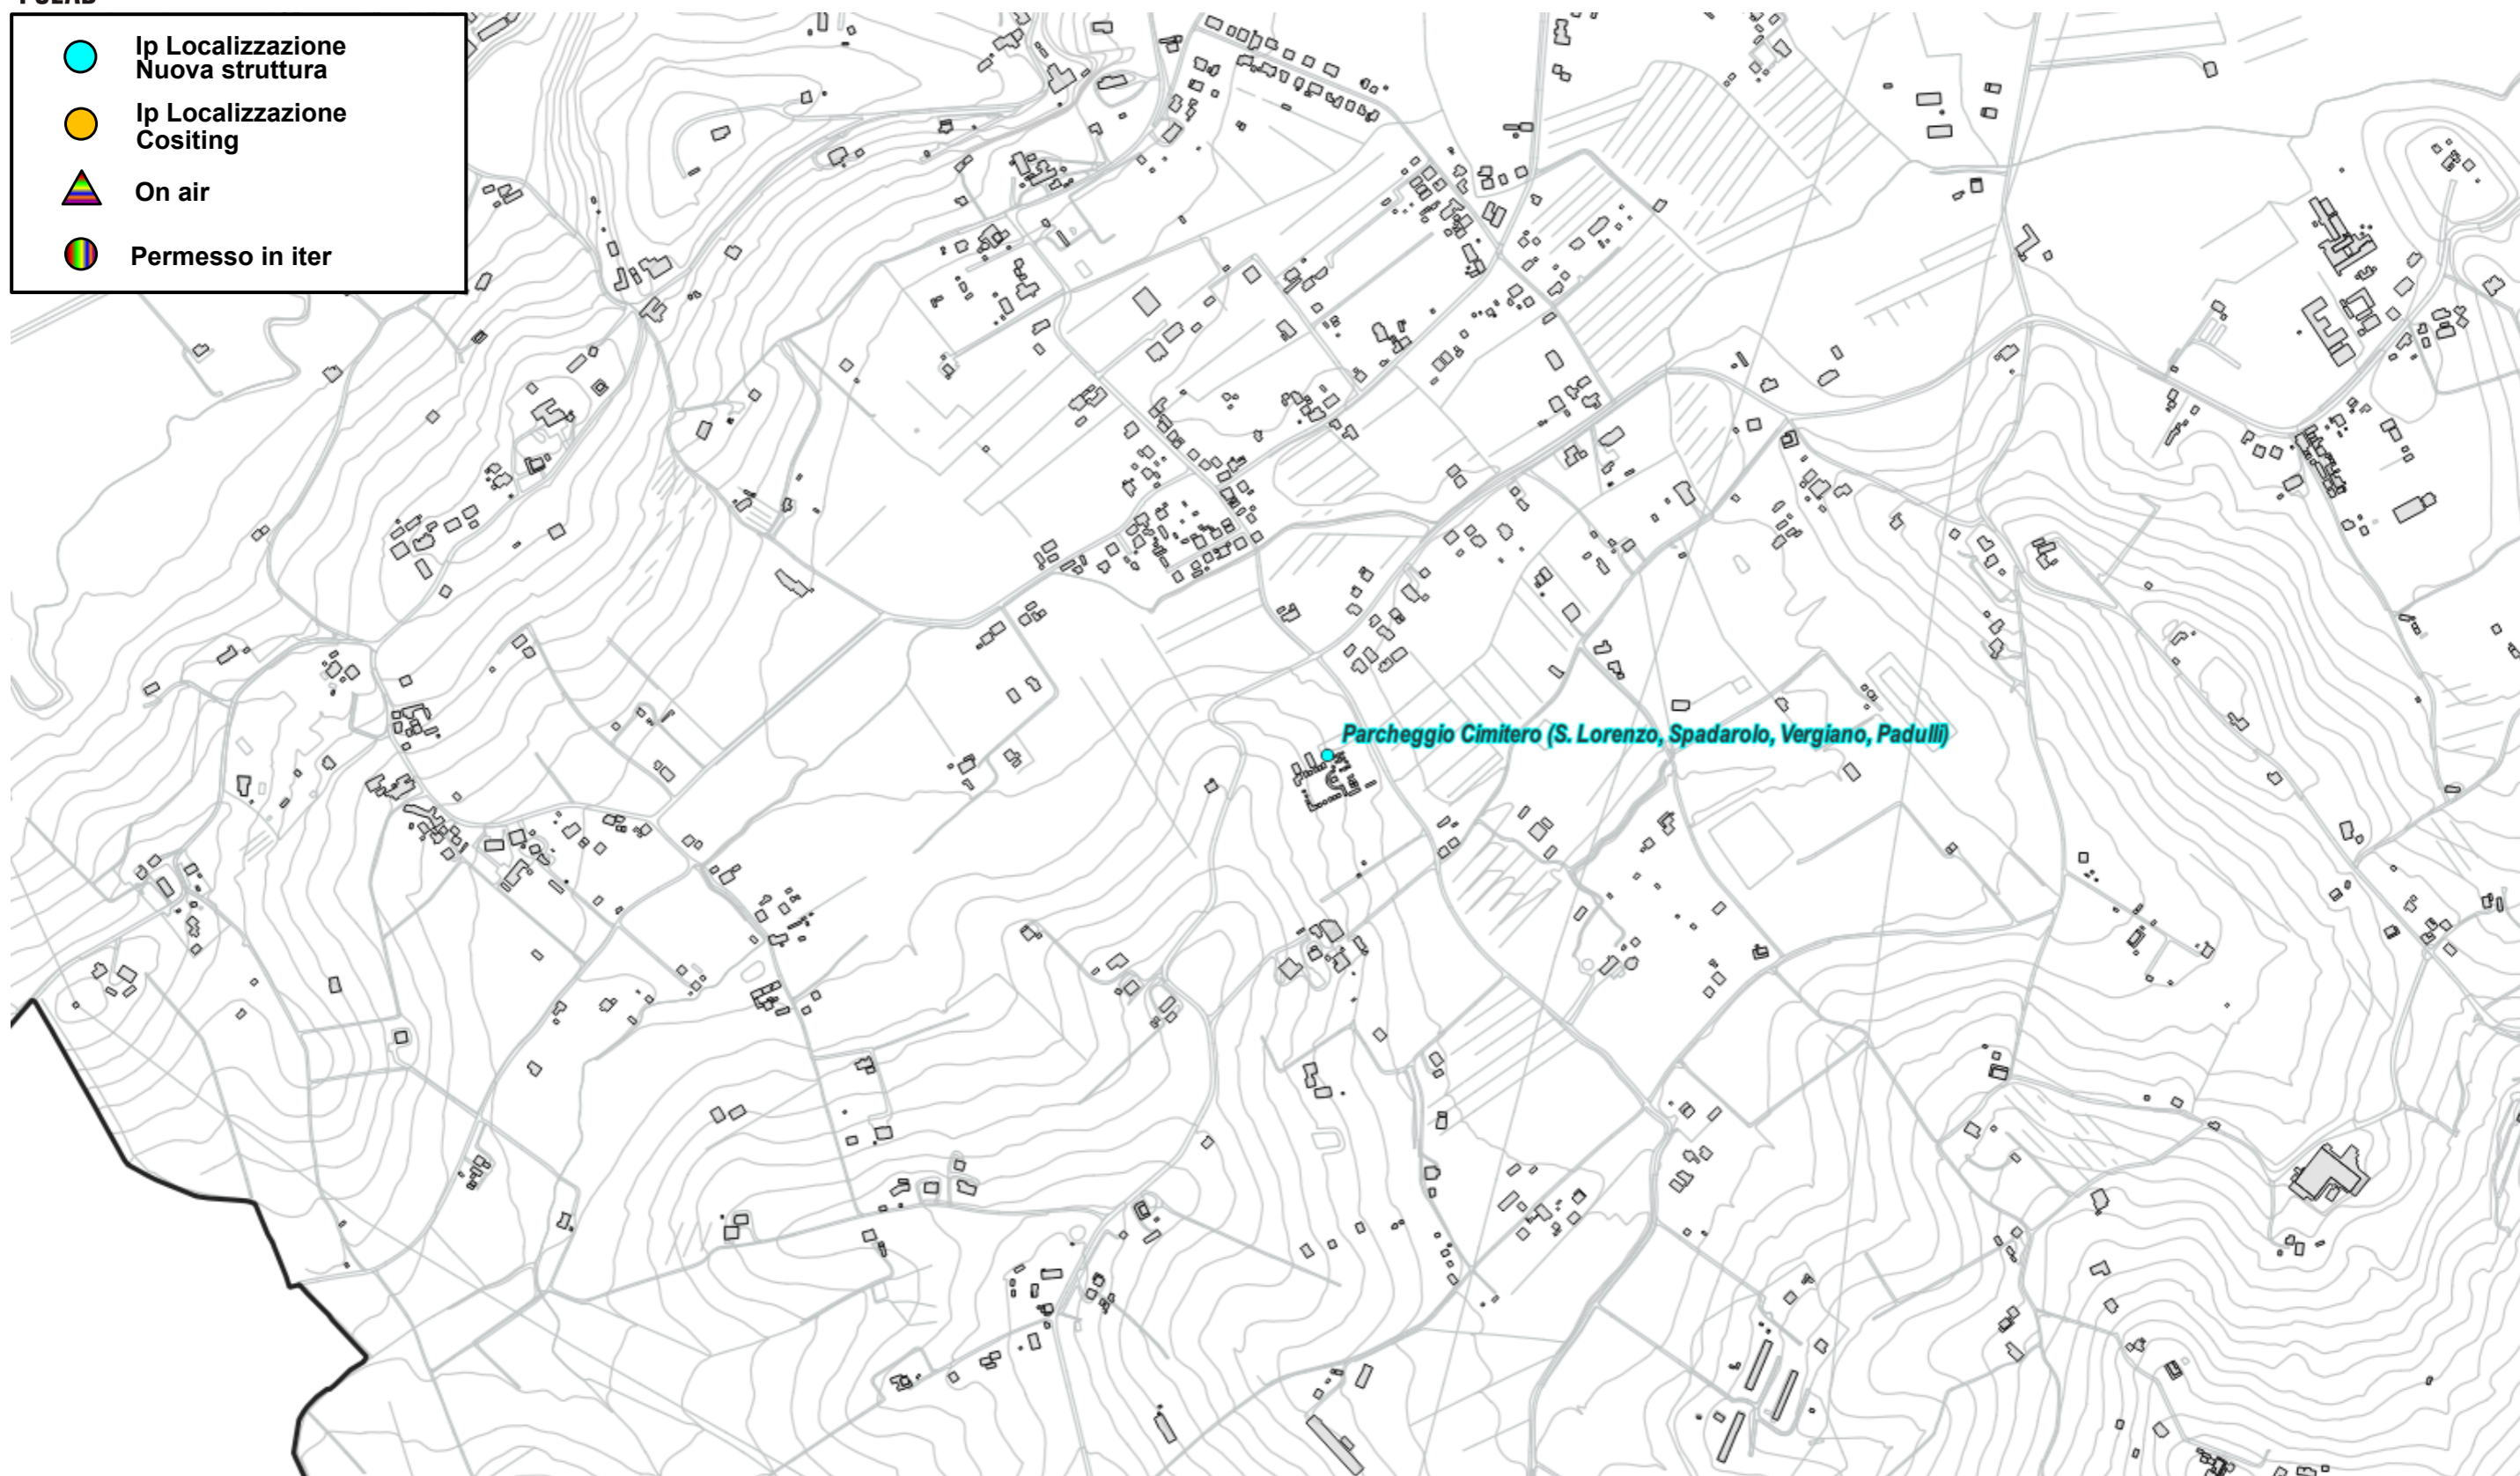 Ip Localizzazione
Nuova struttura
Ip Localizzazione
Cositing
On air
Permesso in iter
Parcheggio Cimitero (S. Lorenzo, Spadarolo, Vergiano, Padulli)